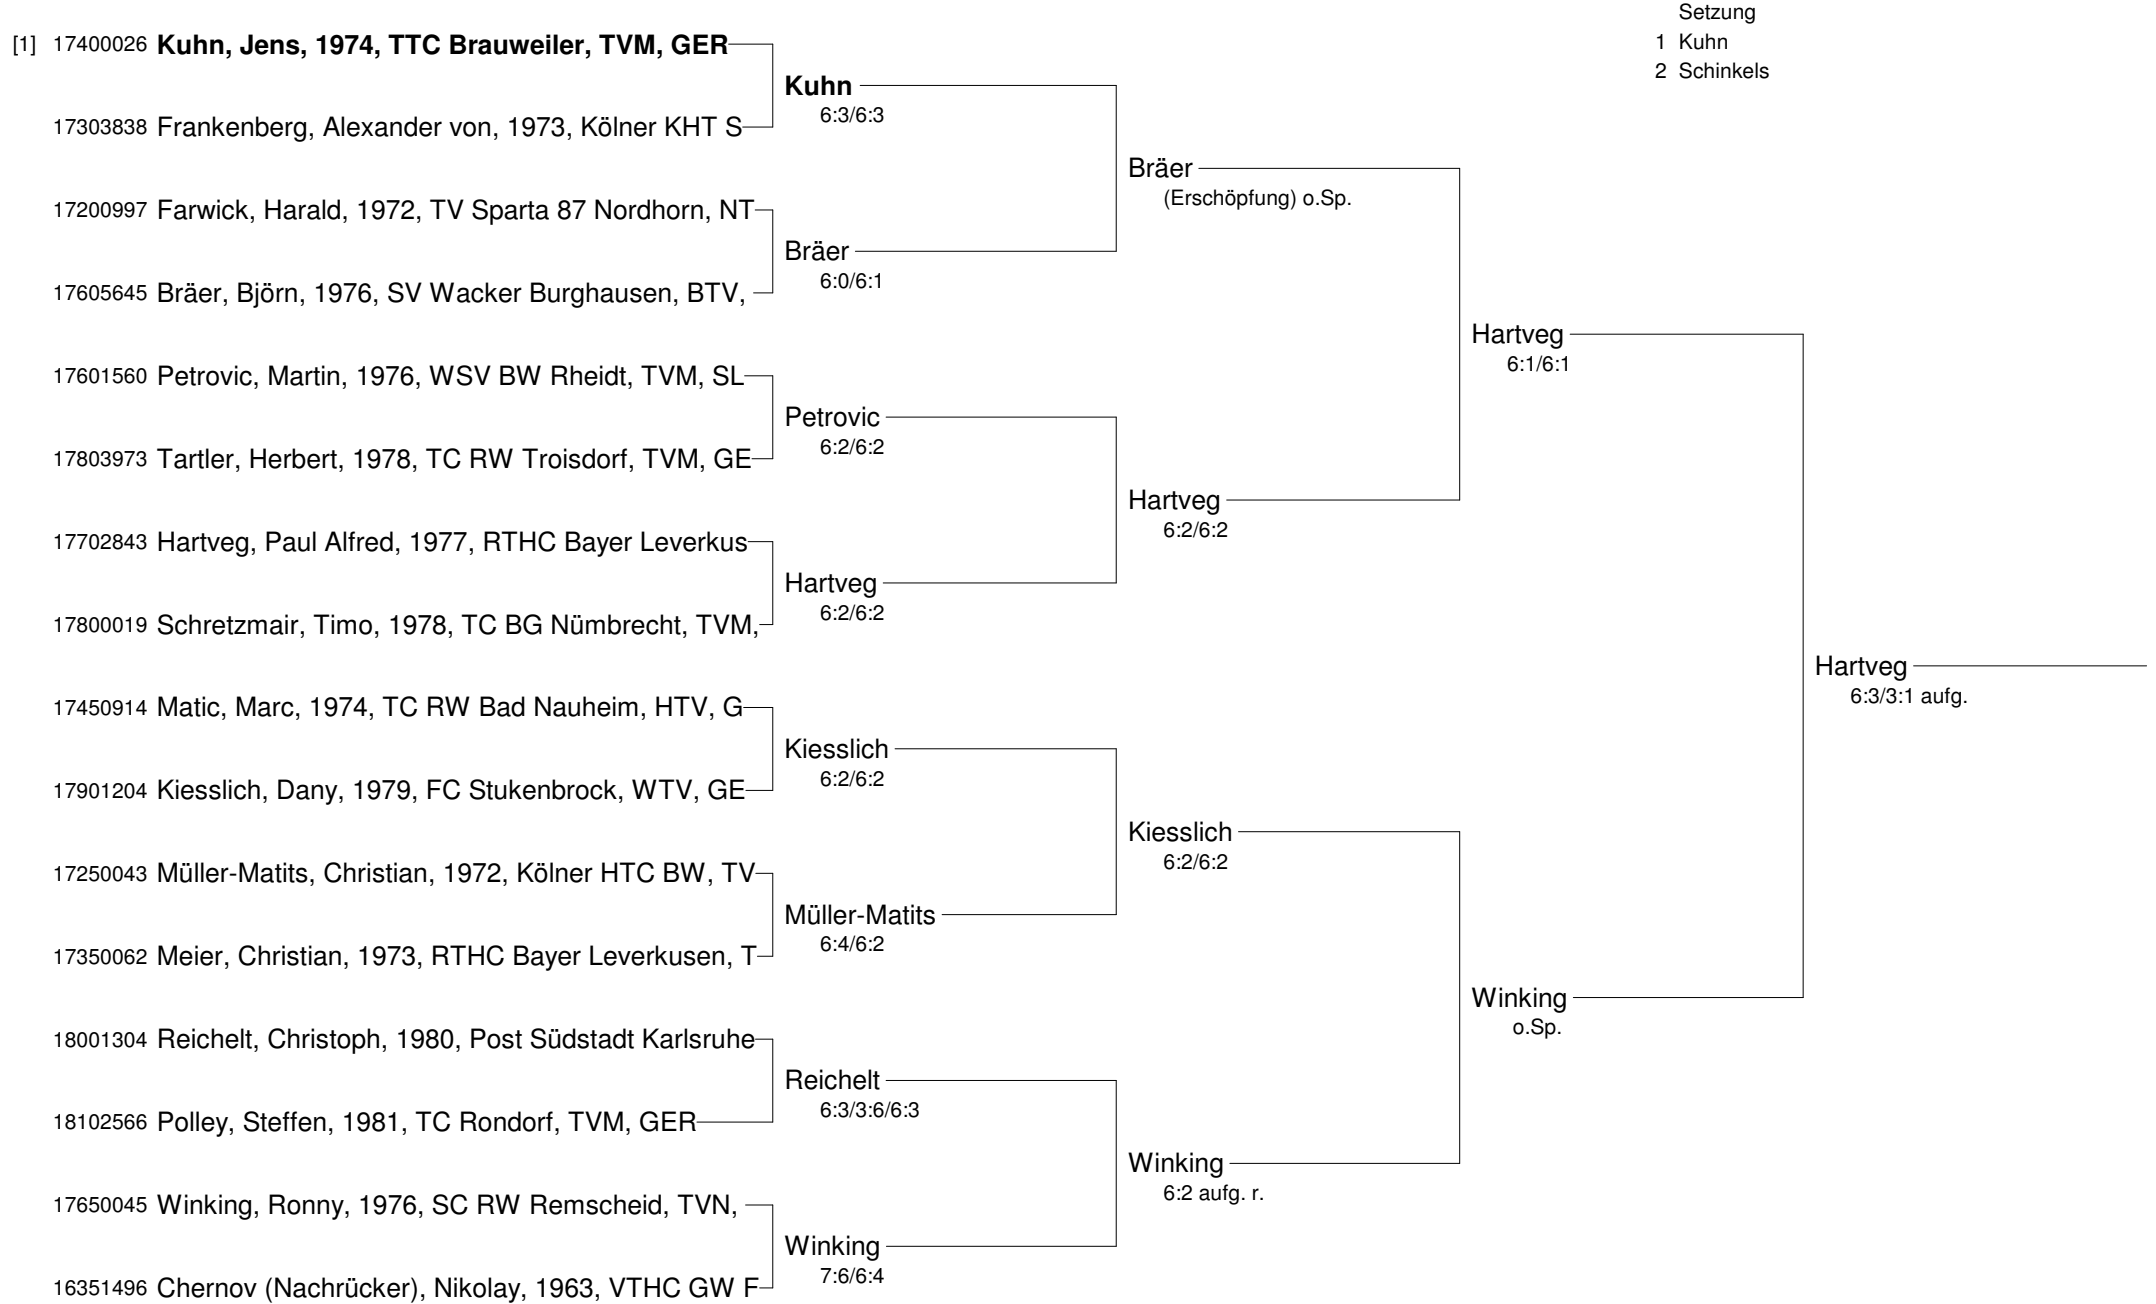 Setzung
1 Kuhn
2 Schinkels
[1] 17400026 Kuhn, Jens, 1974, TTC Brauweiler, TVM, GER
Kuhn
6:3/6:3
17303838 Frankenberg, Alexander von, 1973, Kölner KHT S
Bräer
(Erschöpfung) o.Sp.
17200997 Farwick, Harald, 1972, TV Sparta 87 Nordhorn, NT
Bräer
6:0/6:1
17605645 Bräer, Björn, 1976, SV Wacker Burghausen, BTV,
Hartveg
6:1/6:1
17601560 Petrovic, Martin, 1976, WSV BW Rheidt, TVM, SL
Petrovic
6:2/6:2
17803973 Tartler, Herbert, 1978, TC RW Troisdorf, TVM, GE
Hartveg
6:2/6:2
17702843 Hartveg, Paul Alfred, 1977, RTHC Bayer Leverkus
Hartveg
6:2/6:2
17800019 Schretzmair, Timo, 1978, TC BG Nümbrecht, TVM,
Hartveg
6:3/3:1 aufg.
17450914 Matic, Marc, 1974, TC RW Bad Nauheim, HTV, G
Kiesslich
6:2/6:2
17901204 Kiesslich, Dany, 1979, FC Stukenbrock, WTV, GE
Kiesslich
6:2/6:2
17250043 Müller-Matits, Christian, 1972, Kölner HTC BW, TV
Müller-Matits
6:4/6:2
17350062 Meier, Christian, 1973, RTHC Bayer Leverkusen, T
Winking
o.Sp.
18001304 Reichelt, Christoph, 1980, Post Südstadt Karlsruhe
Reichelt
6:3/3:6/6:3
18102566 Polley, Steffen, 1981, TC Rondorf, TVM, GER
Winking
6:2 aufg. r.
17650045 Winking, Ronny, 1976, SC RW Remscheid, TVN,
Winking
7:6/6:4
16351496 Chernov (Nachrücker), Nikolay, 1963, VTHC GW F